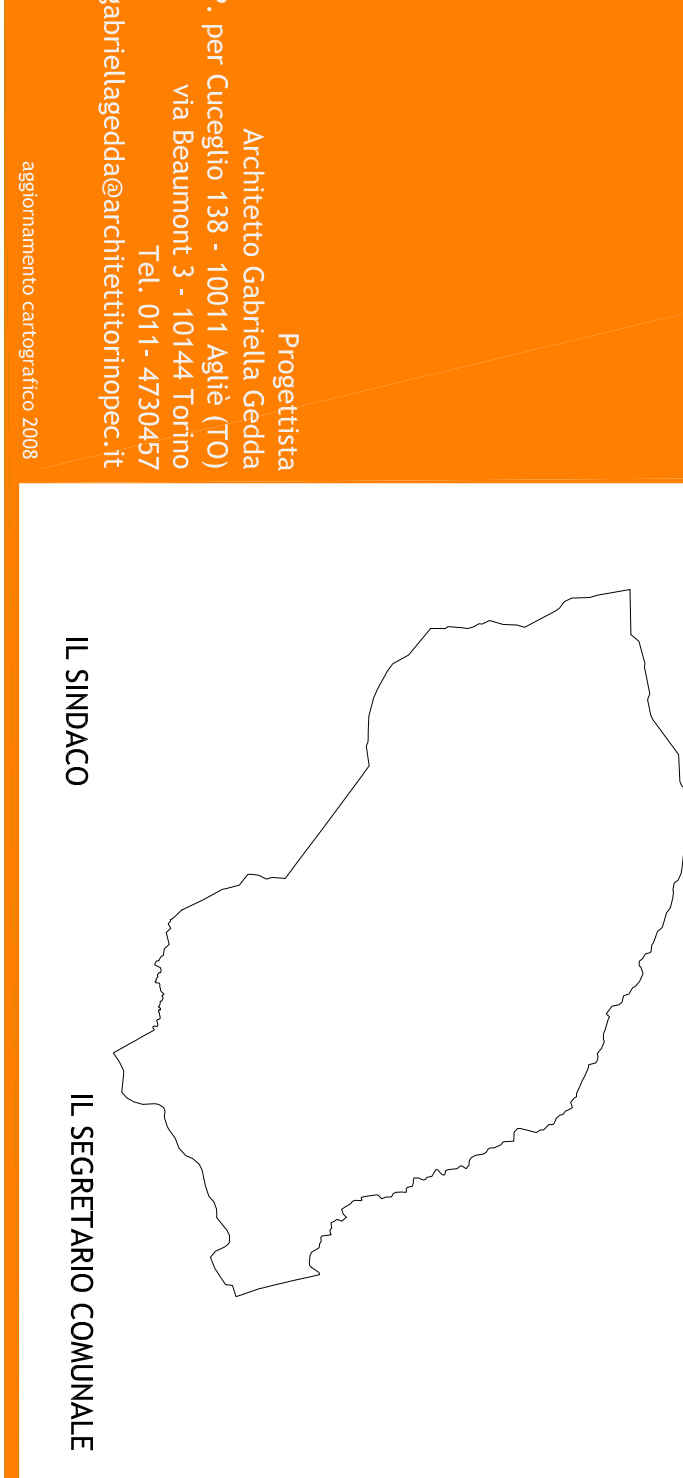 Progettista
Architetto Gabriella Gedda
. per Cuceglio 138 - 10011 Agliè (TO)
via Beaumont 3 - 10144 Torino
Tel. 011- 4730457
gabriellagedda@architettitorinopec.it
aggiornamento cartografico 2008
IL SINDACO
IL SEGRETARIO COMUNALE